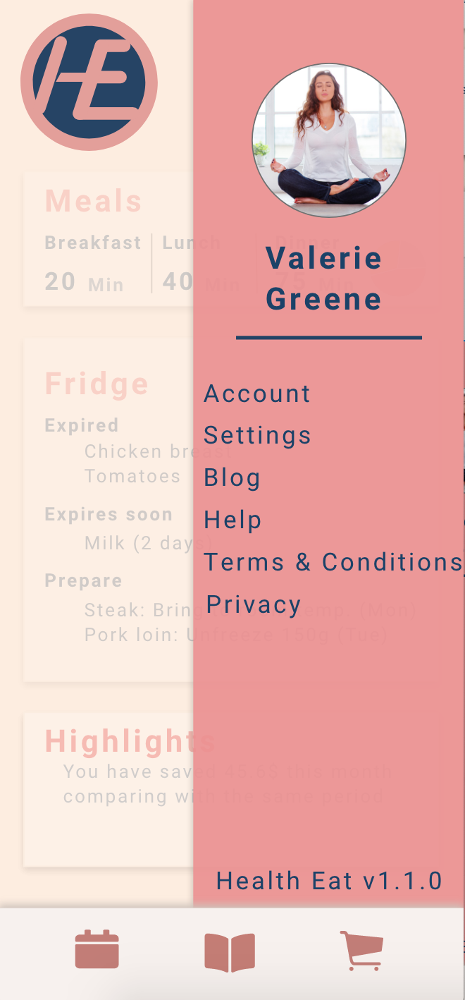 HE
Meals
Breakfast Lunch Dinner
20 Min 40 Min 75 Min
Valerie
Greene
Fridge
Expired
Chicken breast
Tomatoes
Expires soon
Milk (2 days)
Prepare
Steak: Bring to room temp. (Mon)
Pork loin: Unfreeze 150g (Tue)
Account
Settings
Blog
Help
Terms & Conditions
Privacy
Highlights
You have saved 45.6$ this month
comparing with the same period
Health Eat v1.1.0